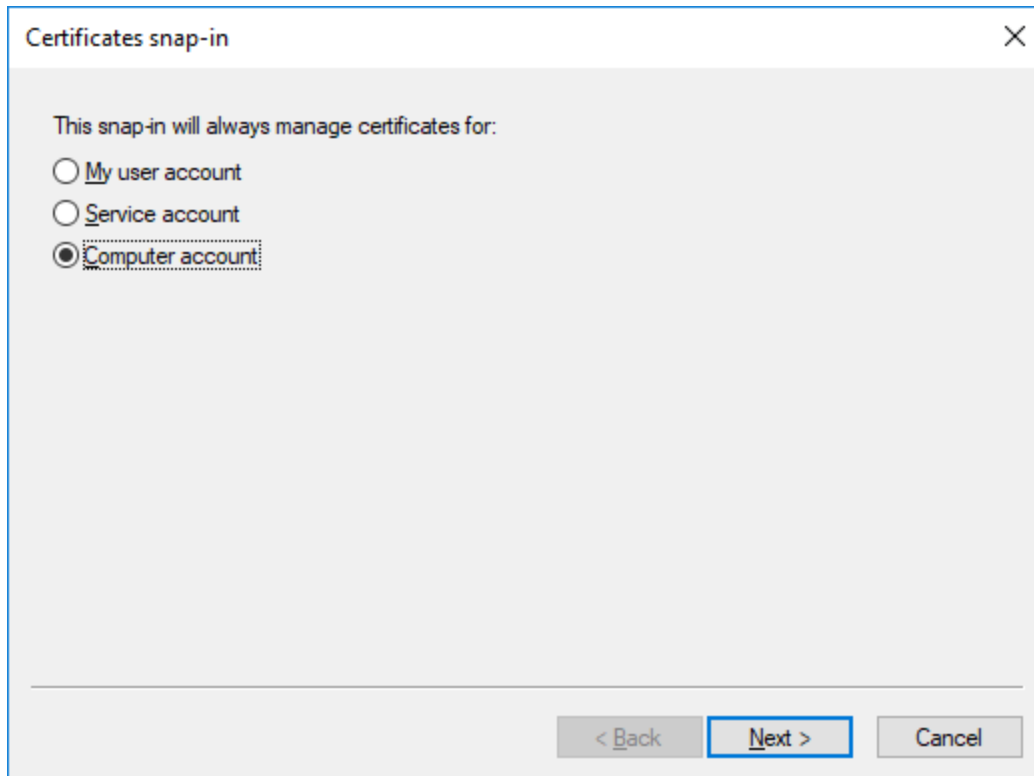 Certificates snap-in
This snap-in will always manage certificates for:
My user account
Service account
Computer account
< Back Next > Cancel